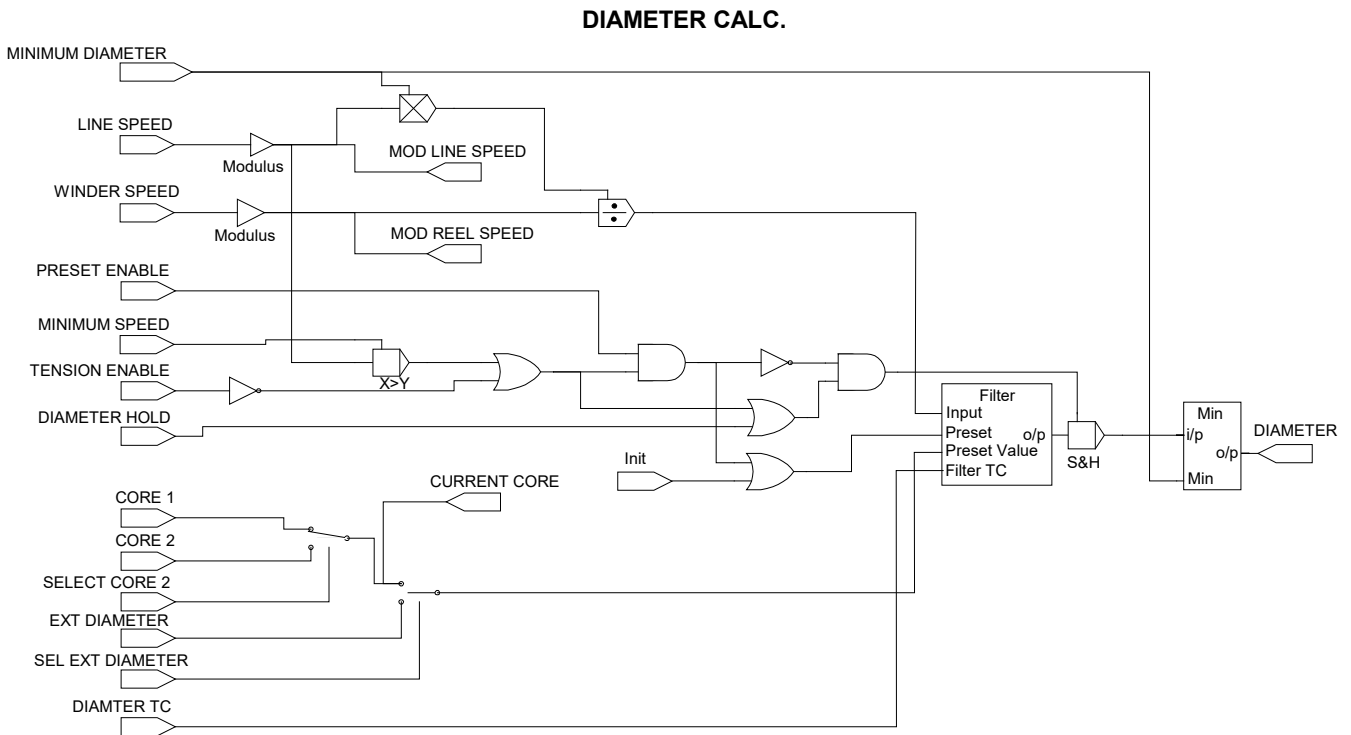 DIAMETER CALC.
MINIMUM DIAMETER
LINE SPEED
Modulus
MOD LINE SPEED
WINDER SPEED
Modulus
MOD REEL SPEED
PRESET ENABLE
MINIMUM SPEED
TENSION ENABLE
X>Y
DIAMETER HOLD
Filter
Input
Preset
o/p
Preset Value
Filter TC
S&H
Min
i/p
o/p
Min
DIAMETER
Init
CURRENT CORE
CORE 1
CORE 2
SELECT CORE 2
EXT DIAMETER
SEL EXT DIAMETER
DIAMTER TC